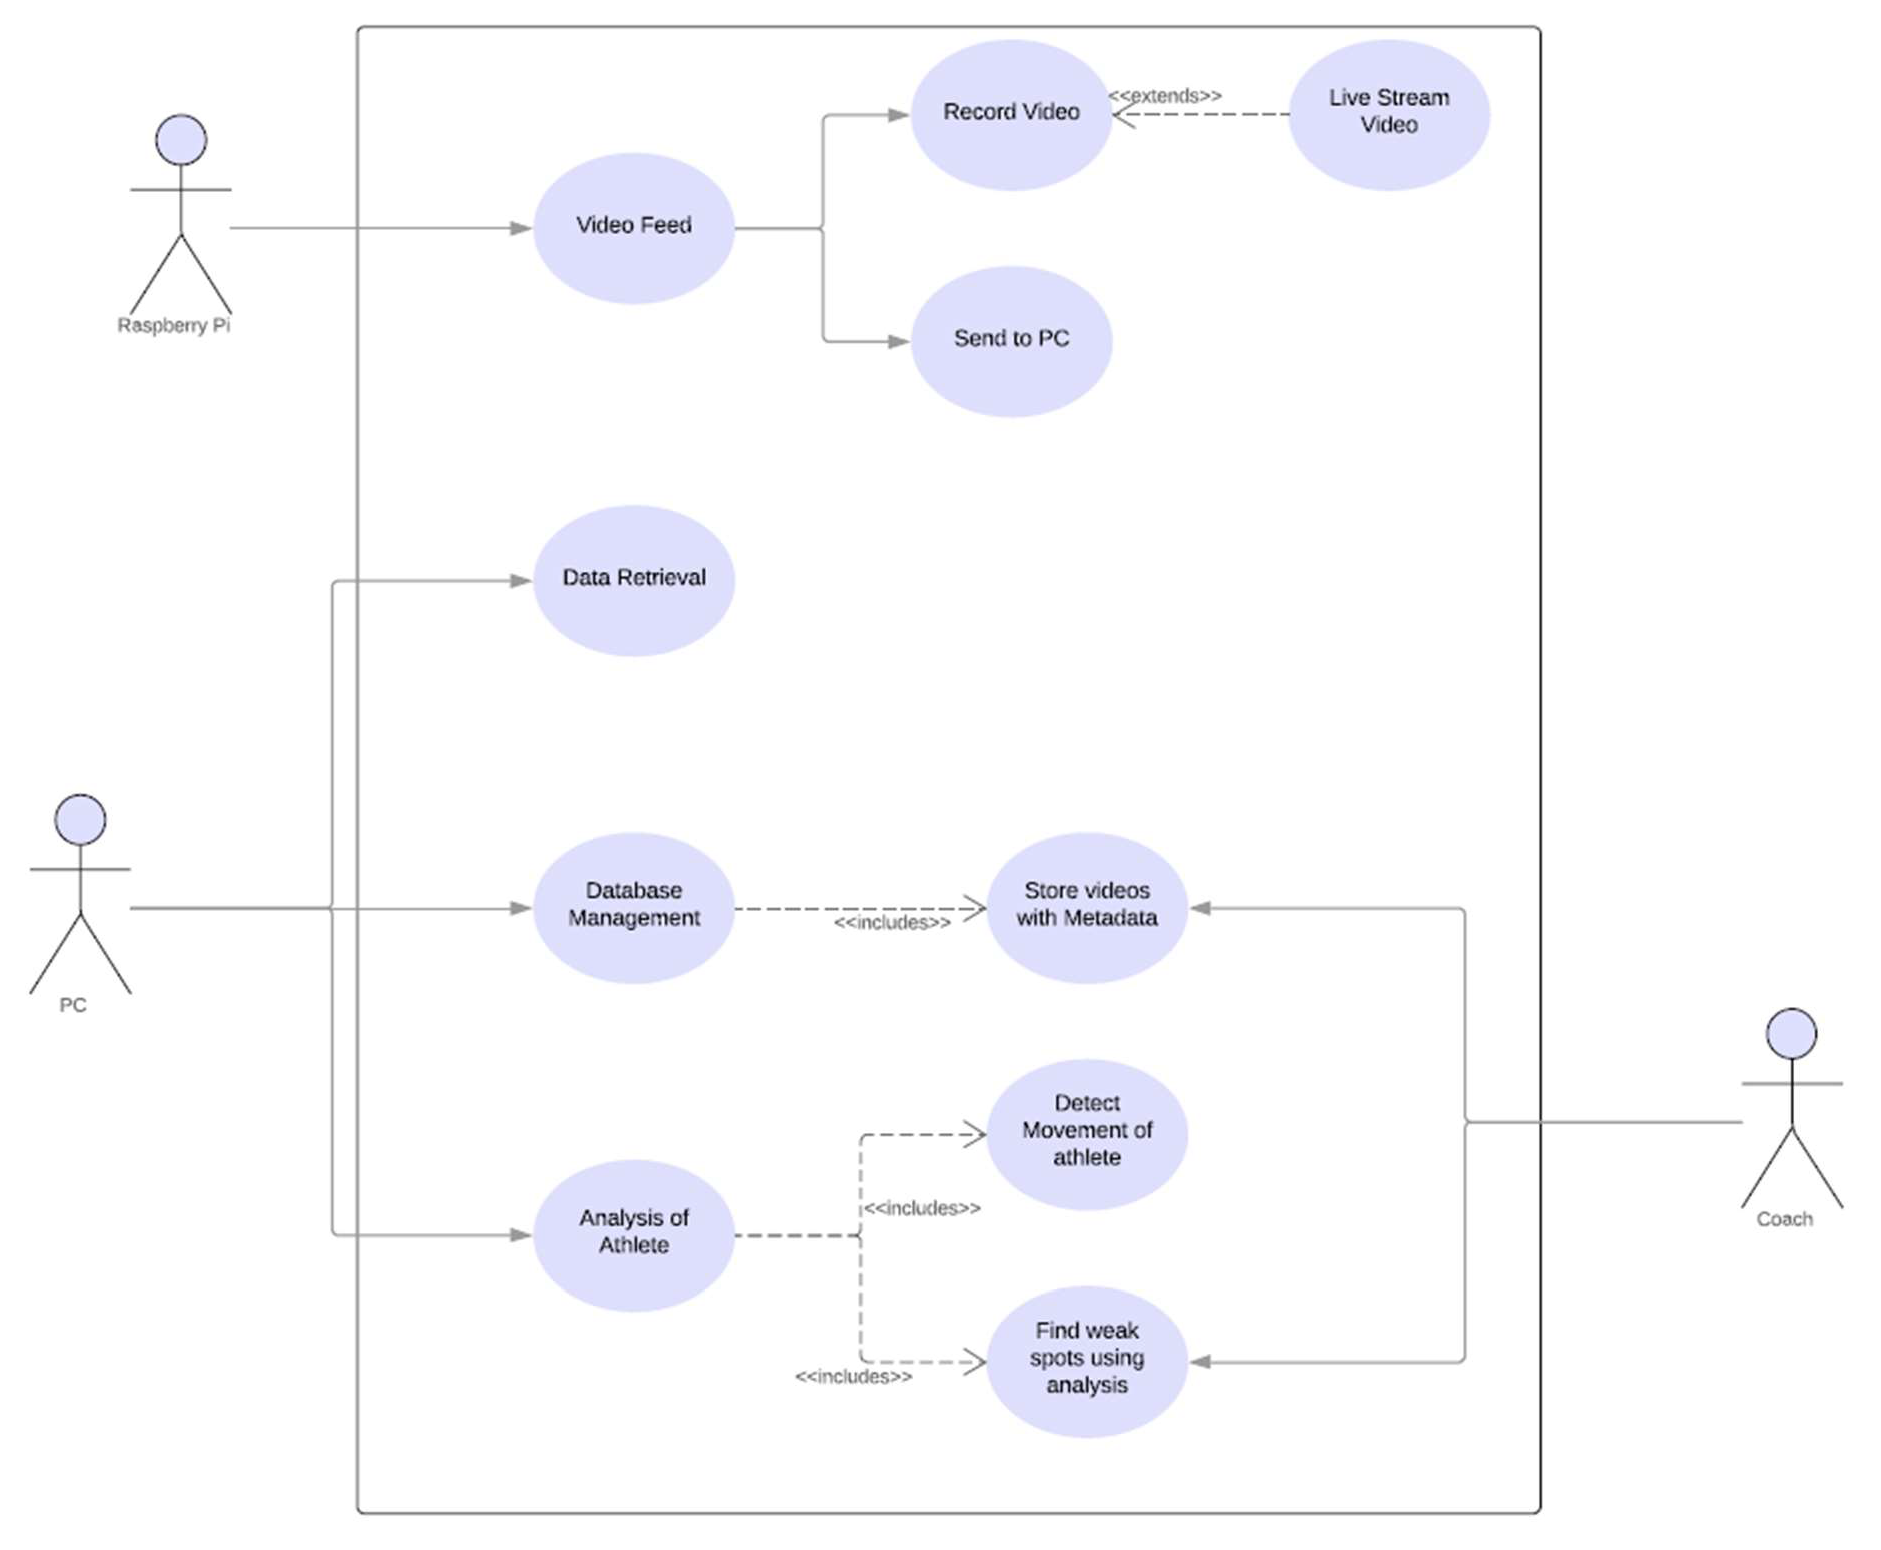 Record Video
<<extends>>
Live Stream
Video
Video Feed
Raspberry Pi
Send to PC
Data Retrieval
Database
Management
<<includes>>
Store videos
with Metadata
PC
Detect
Movement of
athlete
<<includes>>
Analysis of
Athlete
Coach
Find weak
spots using
analysis
<<includes>>